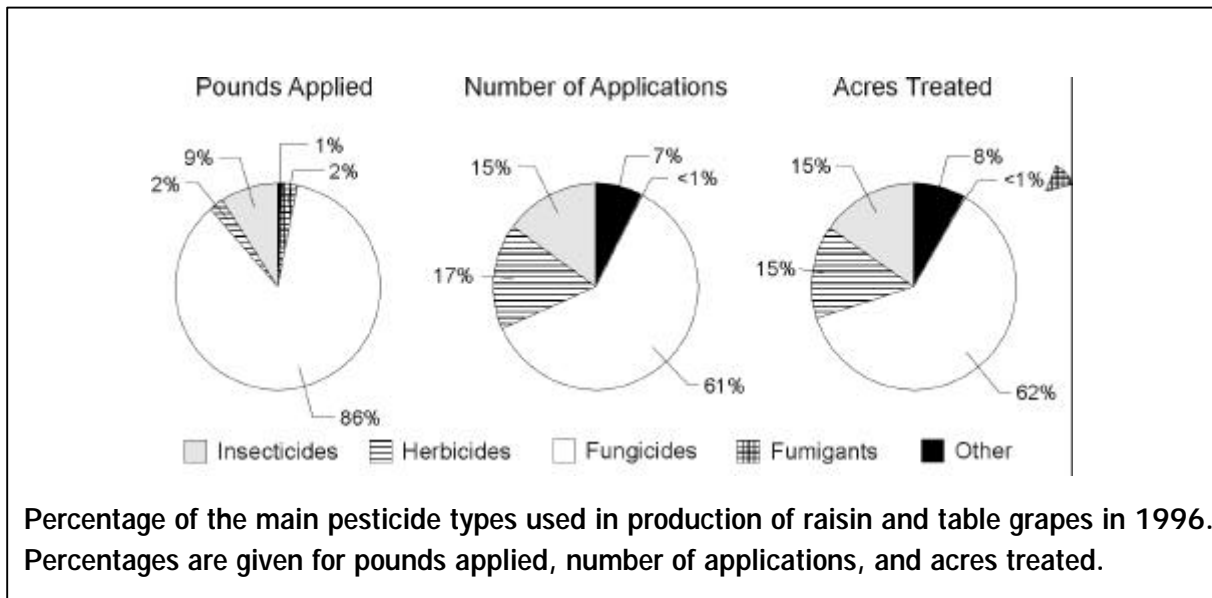 Pounds Applied
Number of Applications
Acres Treated
1%
9%
2%
2%
86%
7%
15%
<1%
17%
61%
8%
15%
<1%
15%
62%
Insecticides
Herbicides
Fungicides
Fumigants
Other
Percentage of the main pesticide types used in production of raisin and table grapes in 1996.
Percentages are given for pounds applied, number of applications, and acres treated.